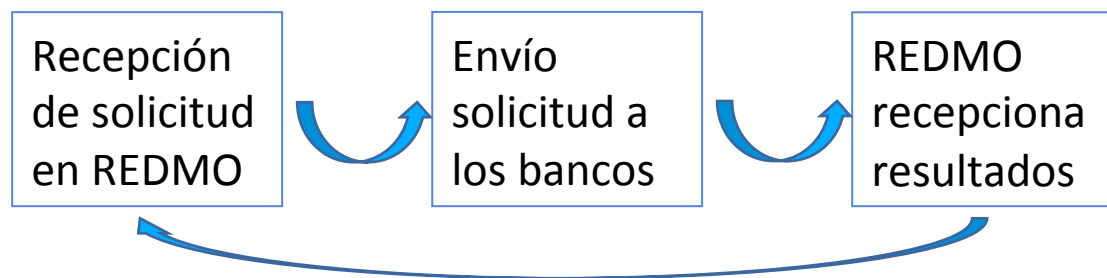 Recepción
de solicitud
en REDMO
Envío
solicitud a
los bancos
REDMO
recepciona
resultados